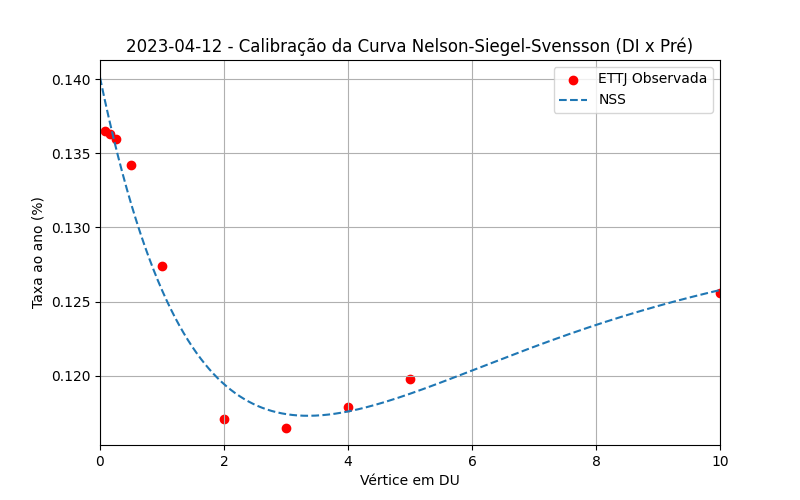 2023-04-12 - Calibração da Curva Nelson-Siegel-Svensson (DI x Pré)
ETTJ Observada
NSS
Taxa ao ano (%)
0.140
0.135
0.130
0.125
0.120
0 2 4 6 8 10
Vértice em DU